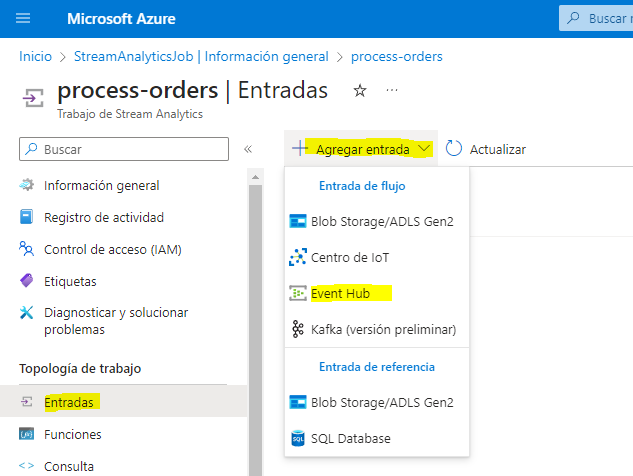 Microsoft Azure
Buscar r
Inicio > StreamAnalyticsJob | Información general > process-orders
process-orders | Entradas
Trabajo de Stream Analytics
Buscar
Agregar entrada
Actualizar
Información general
Registro de actividad
Control de acceso (IAM)
Etiquetas
Diagnosticar y solucionar
problemas
Topología de trabajo
Entradas
Funciones
Consulta
Entrada de flujo
Blob Storage/ADLS Gen2
Centro de IoT
Event Hub
Kafka (versión preliminar)
Entrada de referencia
Blob Storage/ADLS Gen2
SQL Database